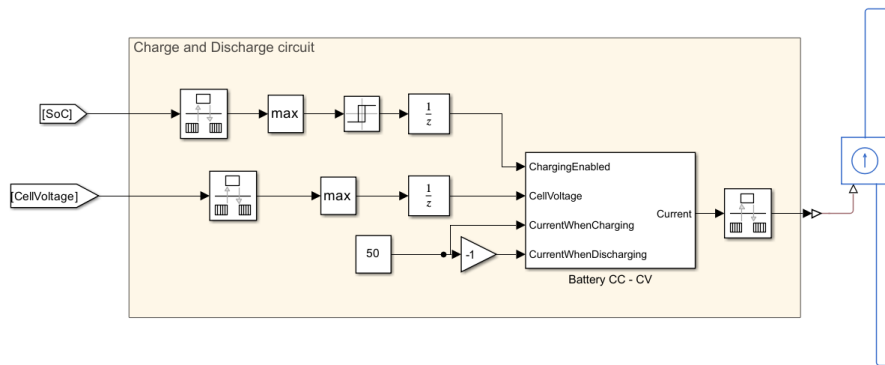 Charge and Discharge circuit
[SoC]
max
1
z
ChargingEnabled
[CellVoltage]
max
1
z
CellVoltage
Current
CurrentWhenCharging
50
-1
CurrentWhenDischarging
Battery CC - CV